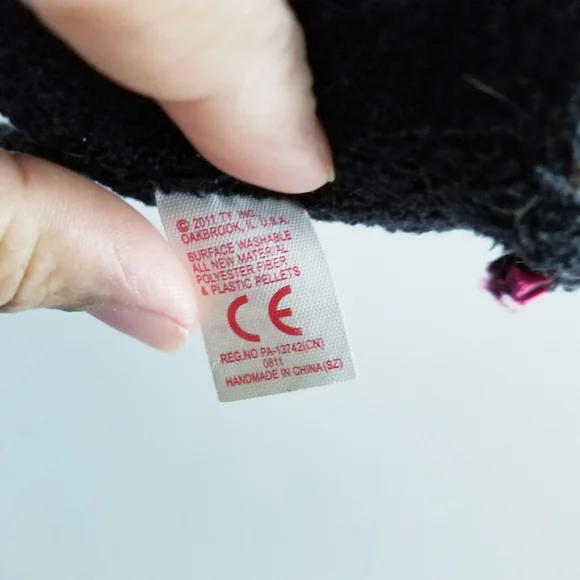 © 2011 TY INC.
OAKBROOK, IL U.S.A.
SURFACE WASHABLE
ALL NEW MATERIAL
POLYESTER FIBER
& PLASTIC PELLETS
CE
REG.NO PA-13742(CN)
0811
HANDMADE IN CHINA(SZ)